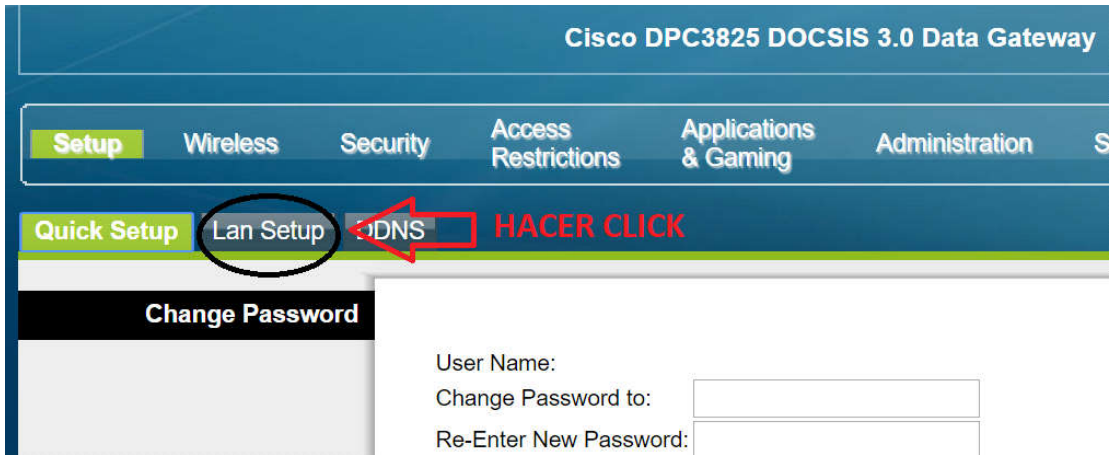 Cisco DPC3825 DOCSIS 3.0 Data Gateway
Setup Wireless Security Access Restrictions Applications & Gaming Administration S
Quick Setup Lan Setup DDNS HACER CLICK
Change Password
User Name:
Change Password to:
Re-Enter New Password: